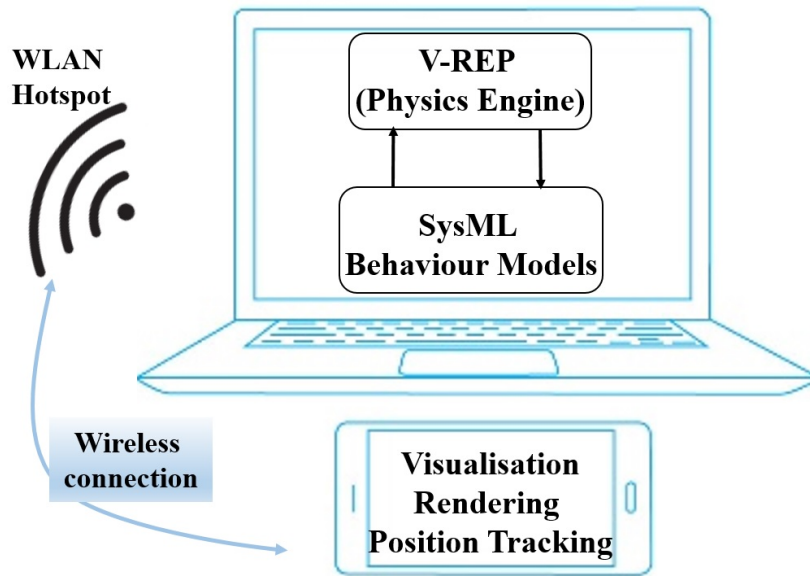 WLAN
Hotspot
V-REP
(Physics Engine)
SysML
Behaviour Models
Wireless
connection
Visualisation
Rendering
Position Tracking